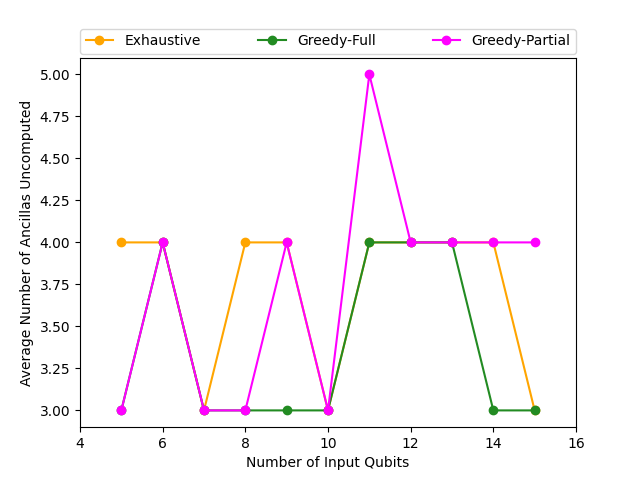 Exhaustive Greedy-Full Greedy-Partial
5.00
4.75
4.50
4.25
4.00
3.75
3.50
3.25
3.00
Average Number of Ancillas Uncomputed
4 6 8 10 12 14 16
Number of Input Qubits